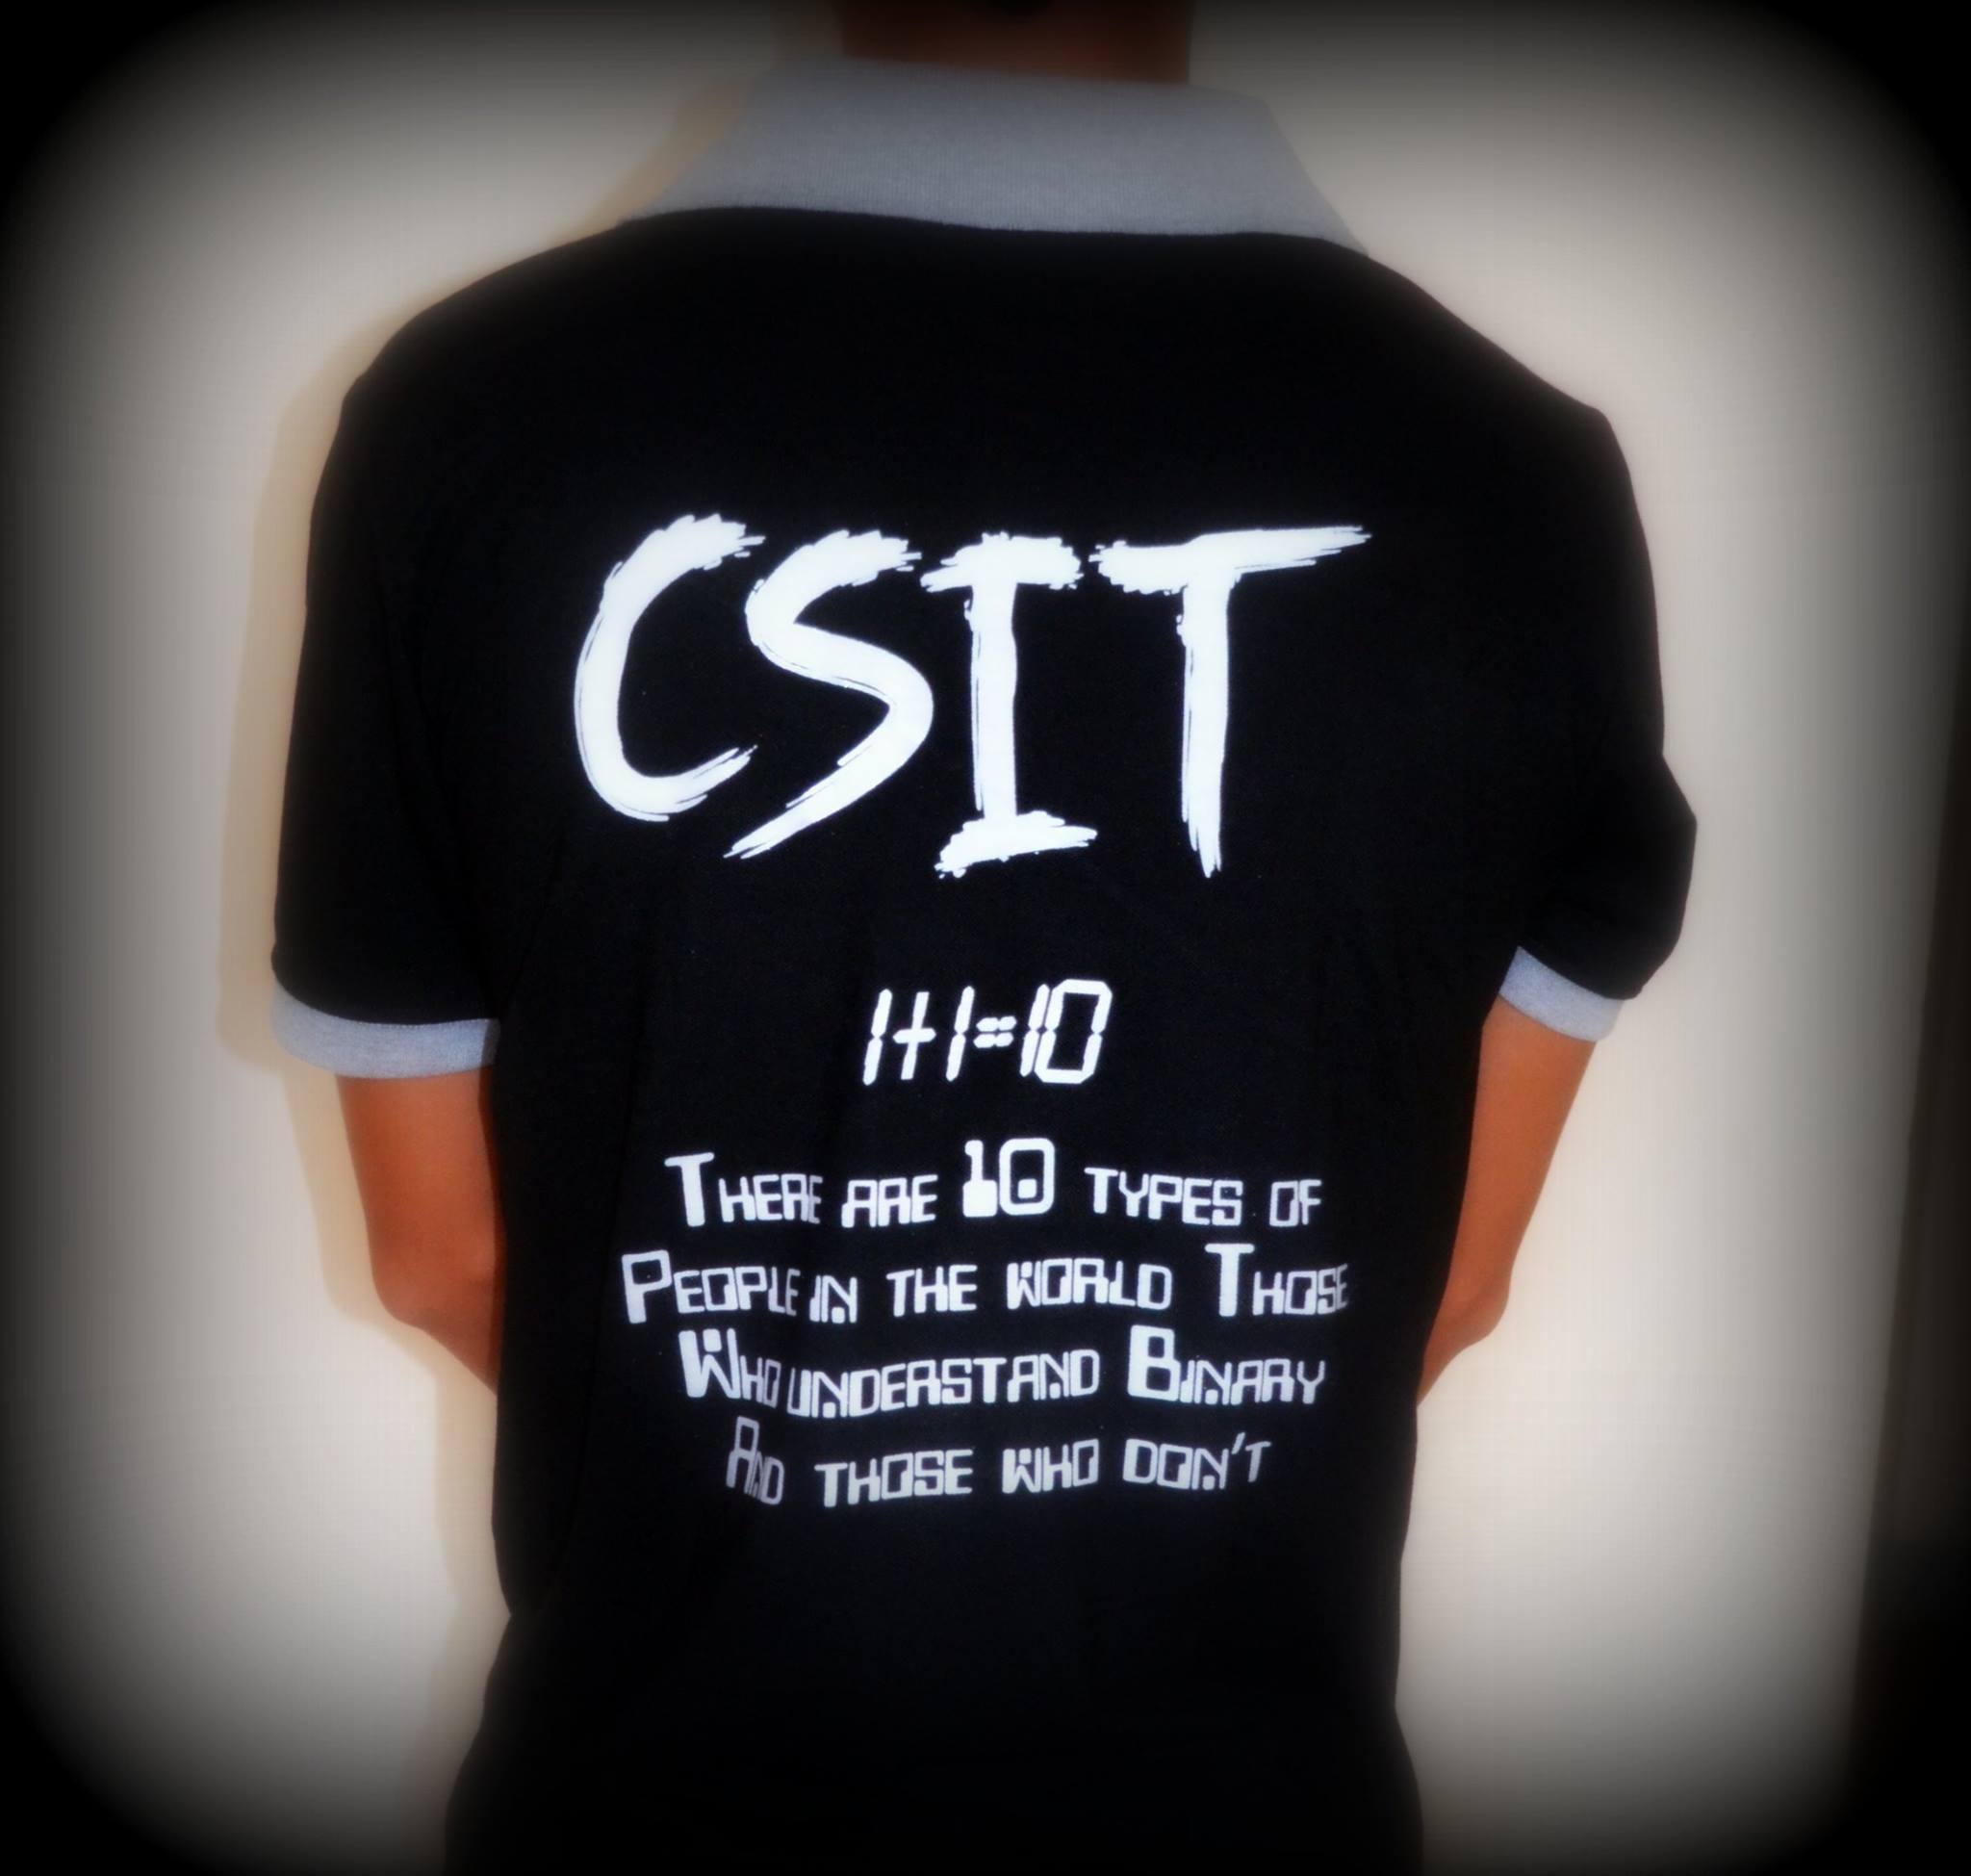 CSIT
1+1=10
There are 10 types of
People in the world Those
Who understand Binary
And those who don't